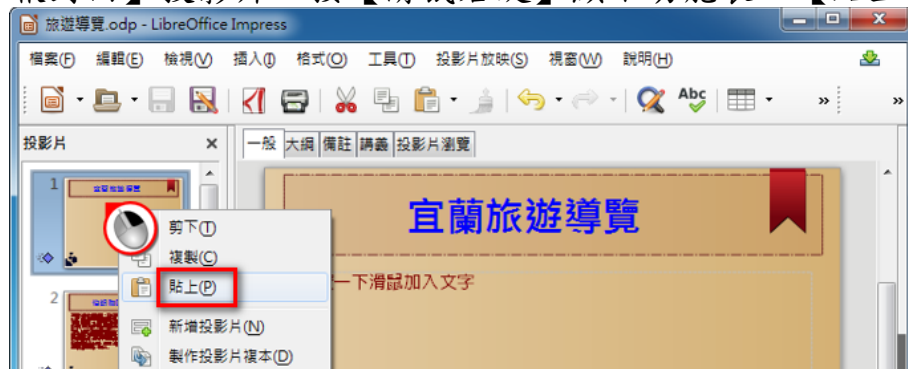 旅遊導覽.odp - LibreOffice Impress
檔案(F) 編輯(E) 檢視(V) 插入(I) 格式(O) 工具(T) 投影片放映(S) 視窗(W) 說明(H)
Abc
» »
投影片 × 一般 大綱 備註 講義 投影片瀏覽
1
宜蘭旅遊導覽
剪下(T)
複製(C)
一下滑鼠加入文字
貼上(P)
2
新增投影片(N)
製作投影片複本(D)